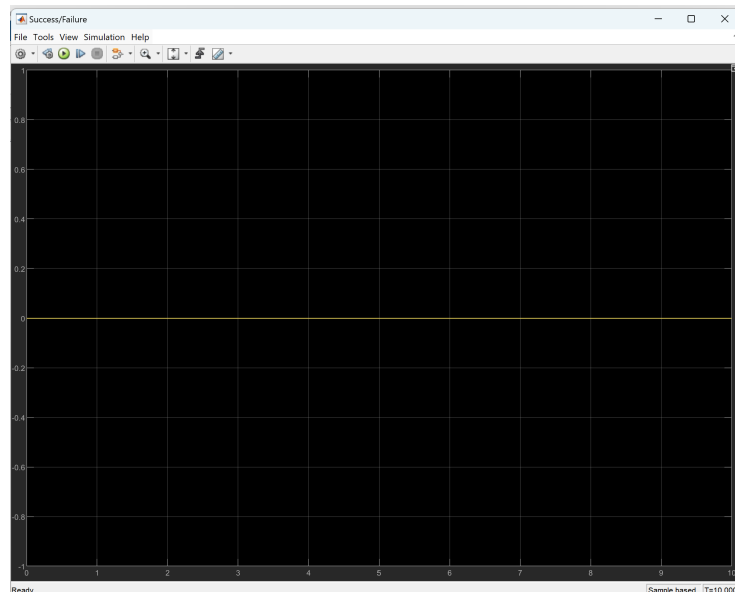 Success/Failure
File Tools View Simulation Help
1
0.8
0.6
0.4
0.2
0
-0.2
-0.4
-0.6
-0.8
-1
0 1 2 3 4 5 6 7 8 9 10
Ready Sample based T=10.000